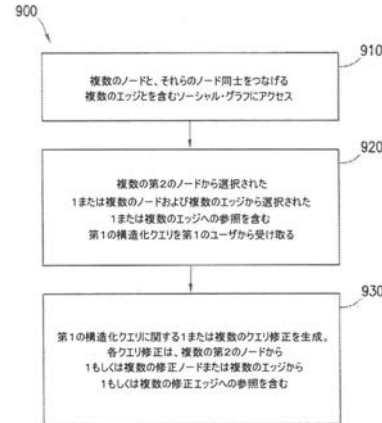 900
910
複数のノードと、それらのノード同士をつなげる
複数のエッジとを含むソーシャル・グラフにアクセス
920
複数の第2のノードから選択された
1または複数のノードおよび複数のエッジから選択された
1または複数のエッジへの参照を含む
第1の構造化クエリを第1のユーザから受け取る
930
第1の構造化クエリに関する1または複数のクエリ修正を生成。
各クエリ修正は、複数の第2のノードから
1もしくは複数の修正ノードまたは複数のエッジから
1もしくは複数の修正エッジへの参照を含む